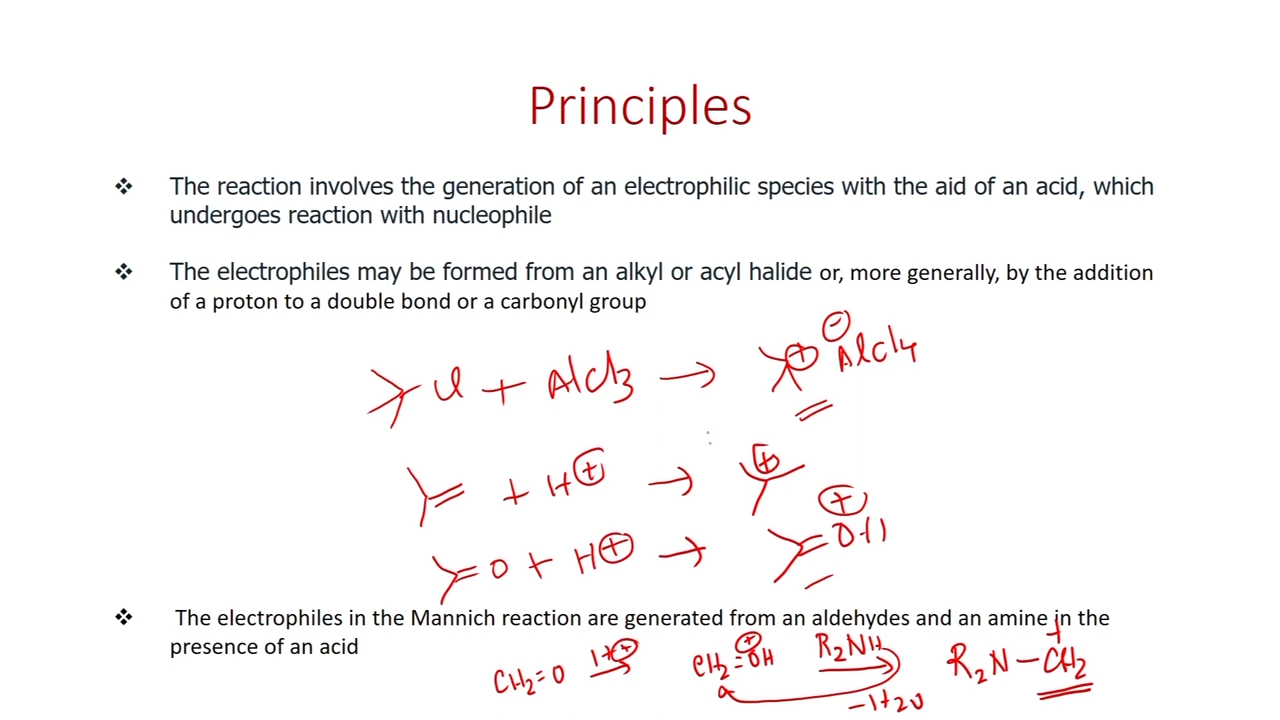 Principles
❖ The reaction involves the generation of an electrophilic species with the aid of an acid, which
undergoes reaction with nucleophile
❖ The electrophiles may be formed from an alkyl or acyl halide or, more generally, by the addition
of a proton to a double bond or a carbonyl group
Cl + AlCl3 → ⊕ ⊖AlCl4
+ H⊕ → ⊕
=O + H⊕ → =OH ⊕
❖ The electrophiles in the Mannich reaction are generated from an aldehydes and an amine in the
presence of an acid
CH2=O H⊕ → CH2=OH ⊕ R2NH → -H2O R2N-CH2 +